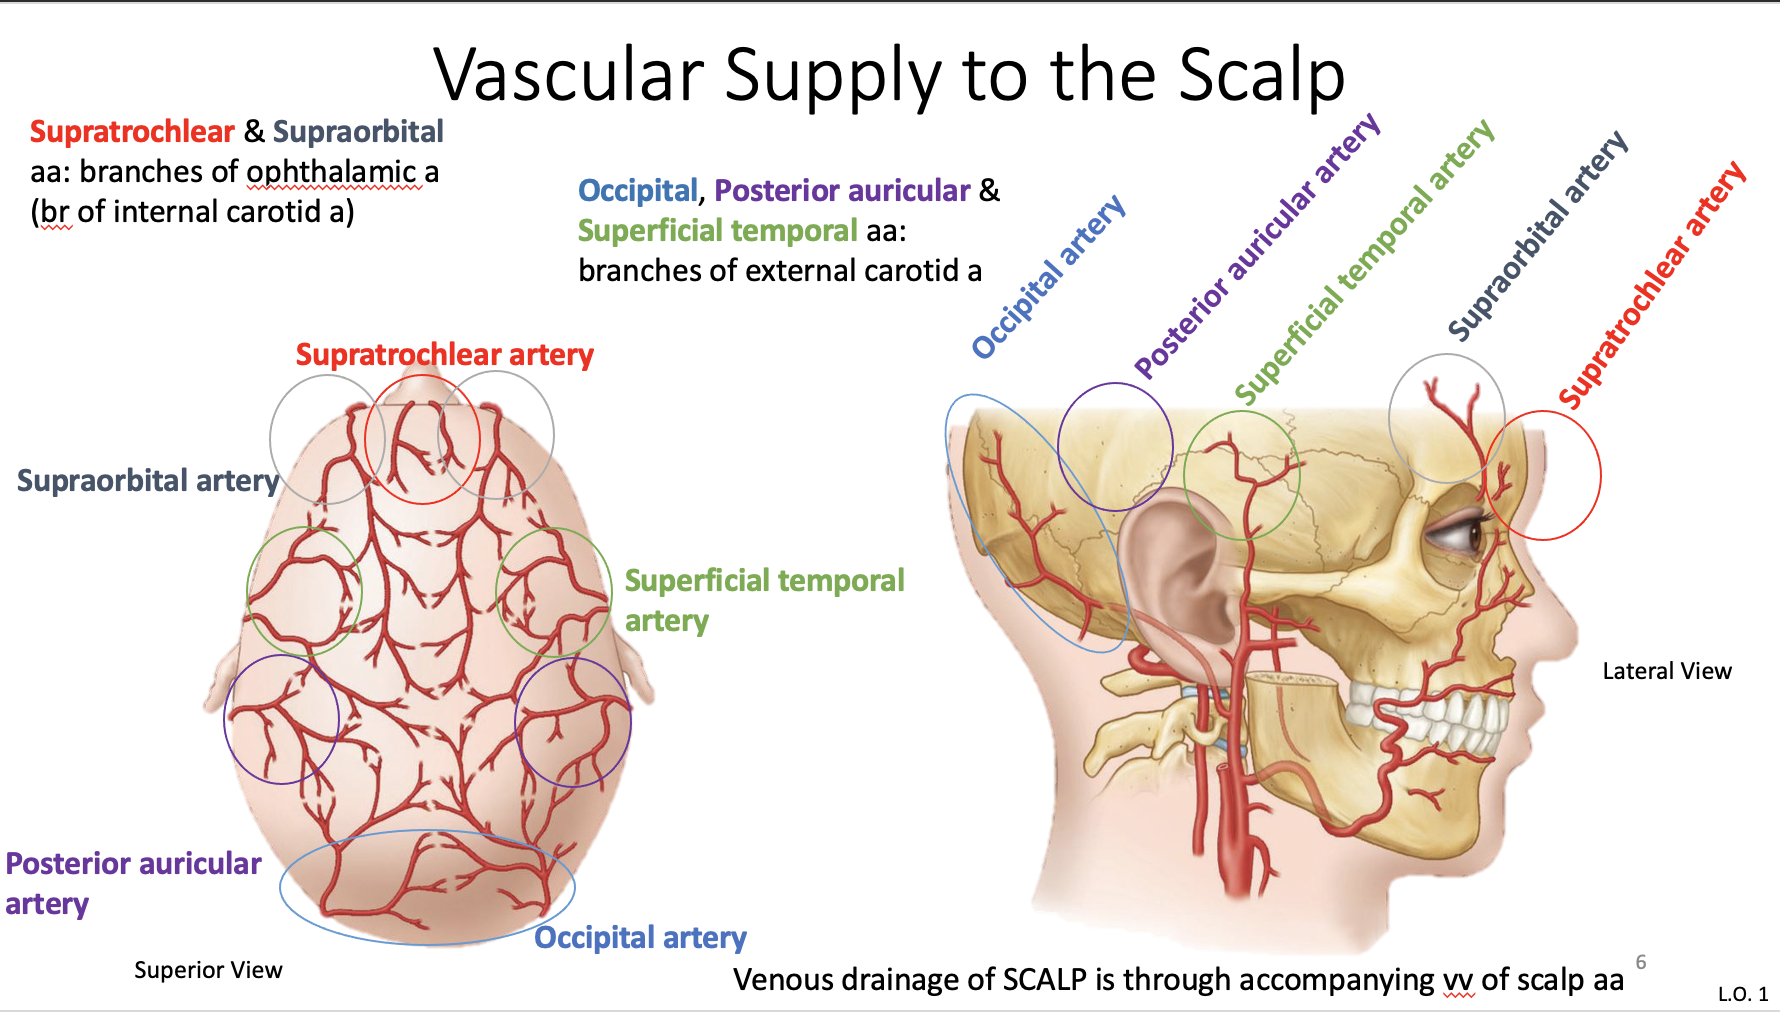 Vascular Supply to the Scalp
Supratrochlear & Supraorbital
aa: branches of ophthalamic a
(br of internal carotid a)
Occipital, Posterior auricular &
Superficial temporal aa:
branches of external carotid a
Occipital artery
Posterior auricular artery
Superficial temporal artery
Supraorbital artery
Supratrochlear artery
Supratrochlear artery
Supraorbital artery
Superficial temporal
artery
Lateral View
Posterior auricular
artery
Occipital artery
Superior View
Venous drainage of SCALP is through accompanying vv of scalp aa
6
L.O. 1